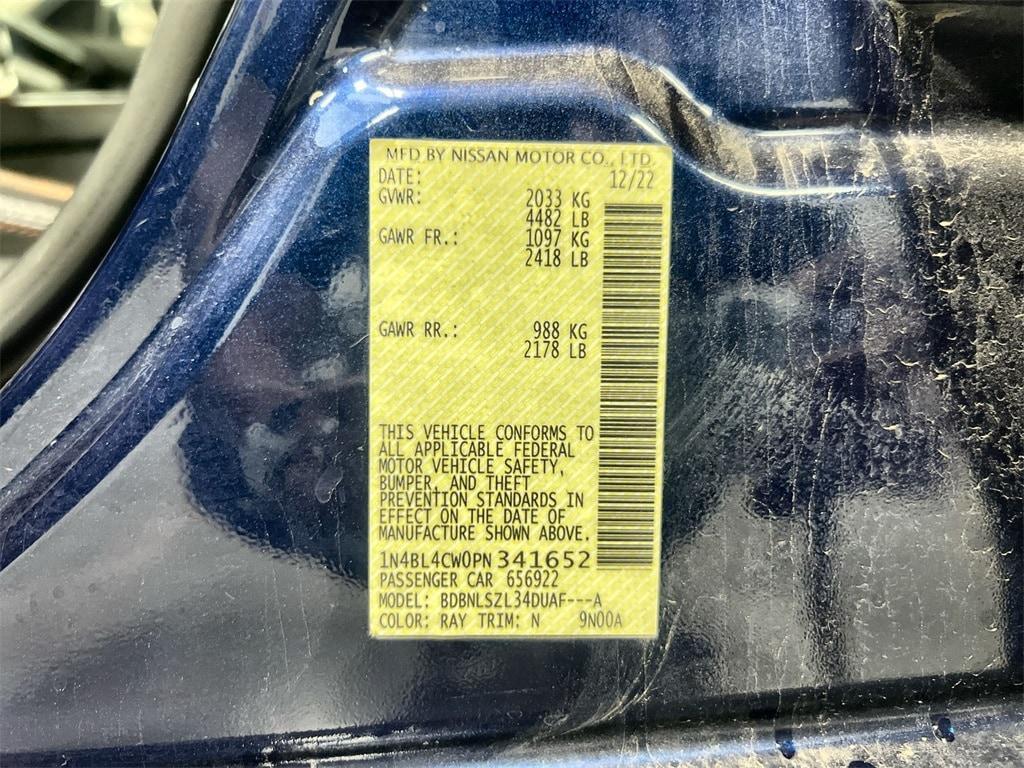 MFD BY NISSAN MOTOR CO., LTD.
DATE: 12/22
GVWR: 2033 KG
4482 LB
GAWR FR.: 1097 KG
2418 LB
GAWR RR.: 988 KG
2178 LB
THIS VEHICLE CONFORMS TO
ALL APPLICABLE FEDERAL
MOTOR VEHICLE SAFETY,
BUMPER, AND THEFT
PREVENTION STANDARDS IN
EFFECT ON THE DATE OF
MANUFACTURE SHOWN ABOVE.
1N4BL4CW0PN341652
PASSENGER CAR 656922
MODEL: BDBNLSZL34DUAF---A
COLOR: RAY TRIM: N 9N00A